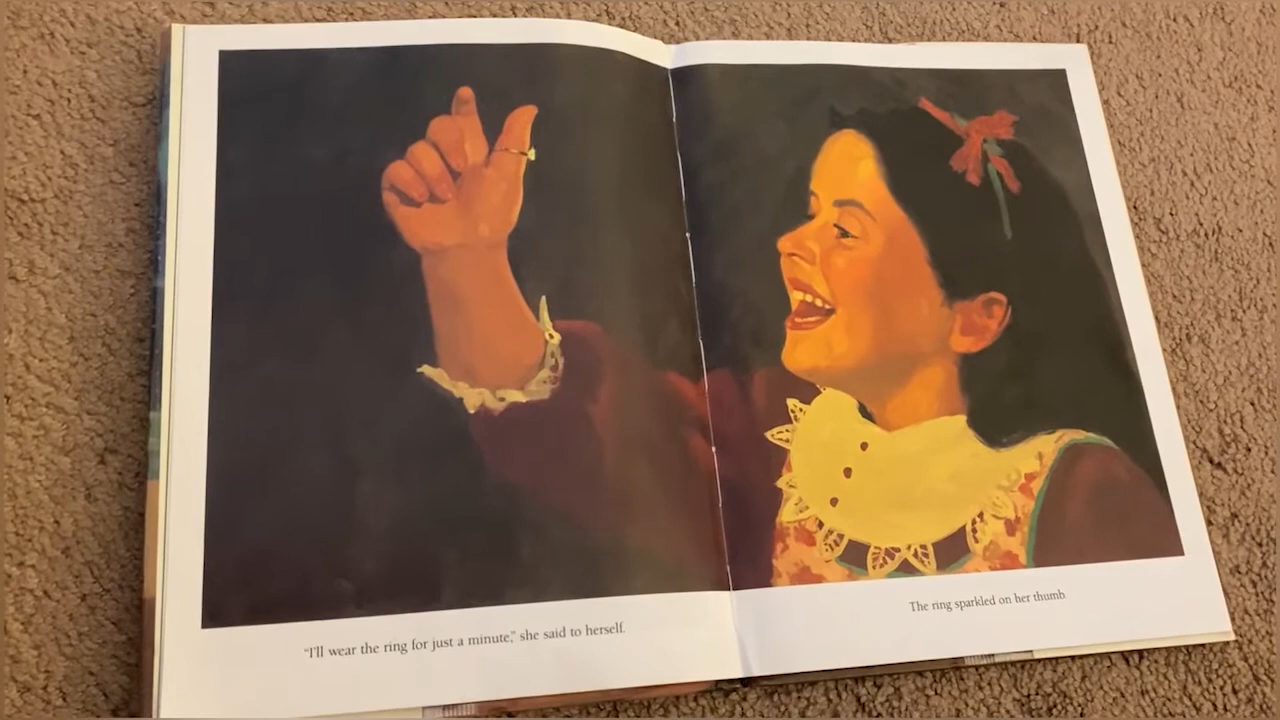 "I'll wear the ring for just a minute," she said to herself.
The ring sparkled on her thumb